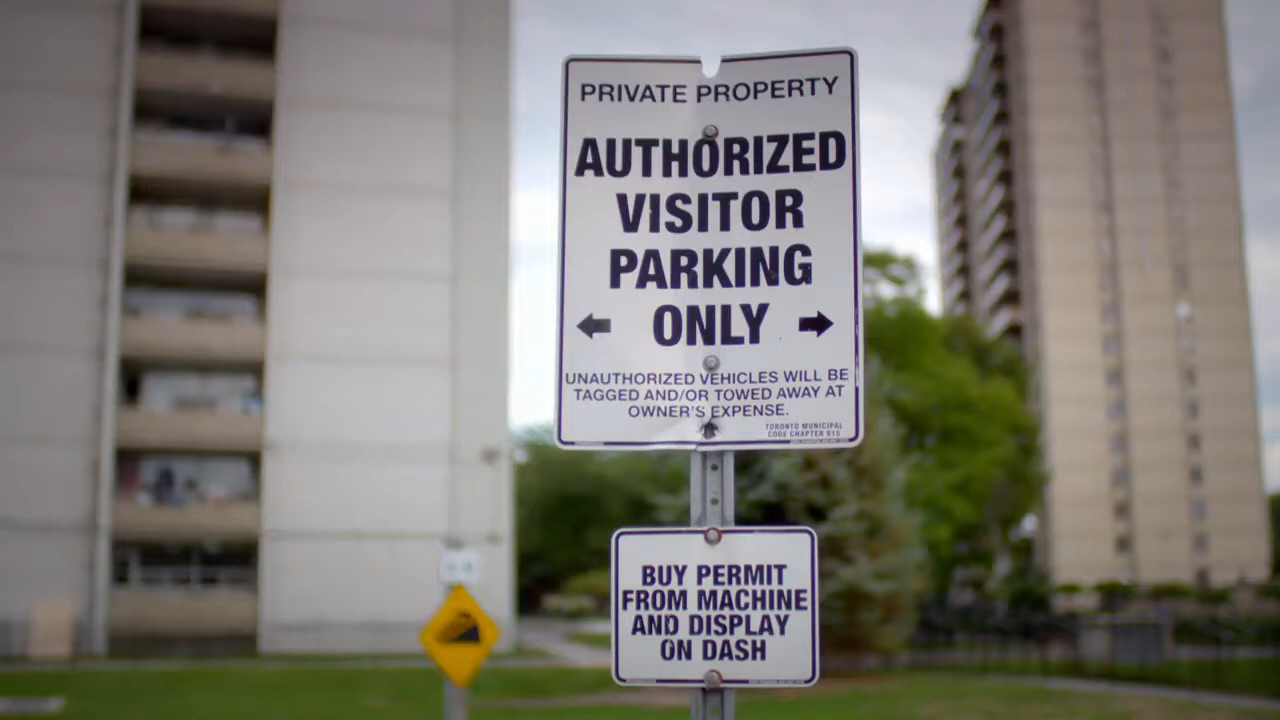 PRIVATE PROPERTY
AUTHORIZED
VISITOR
PARKING
ONLY
UNAUTHORIZED VEHICLES WILL BE
TAGGED AND/OR TOWED AWAY AT
OWNER'S EXPENSE.
TORONTO MUNICIPAL
CODE CHAPTER 915
BUY PERMIT
FROM MACHINE
AND DISPLAY
ON DASH